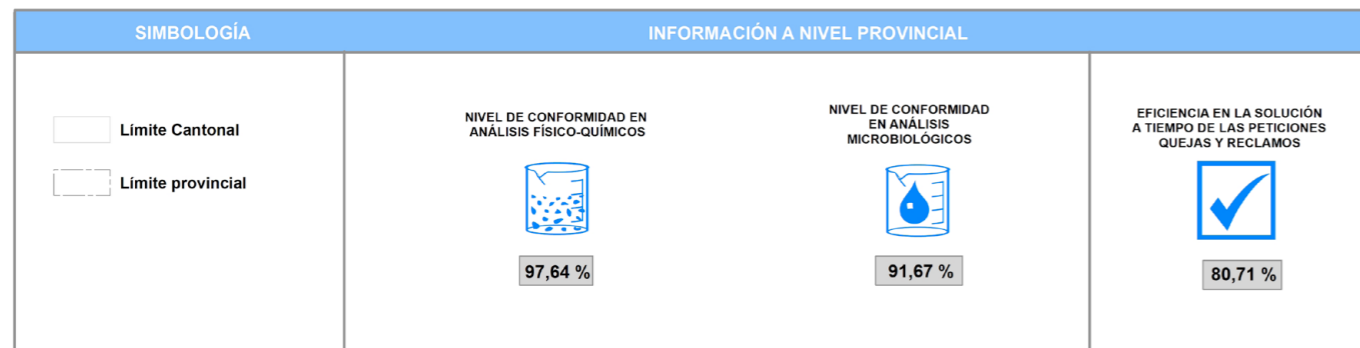 SIMBOLOGÍA
INFORMACIÓN A NIVEL PROVINCIAL
Límite Cantonal
Límite provincial
NIVEL DE CONFORMIDAD EN
ANÁLISIS FÍSICO-QUÍMICOS
97,64 %
NIVEL DE CONFORMIDAD
EN ANÁLISIS
MICROBIOLÓGICOS
91,67 %
EFICIENCIA EN LA SOLUCIÓN
A TIEMPO DE LAS PETICIONES
QUEJAS Y RECLAMOS
80,71 %